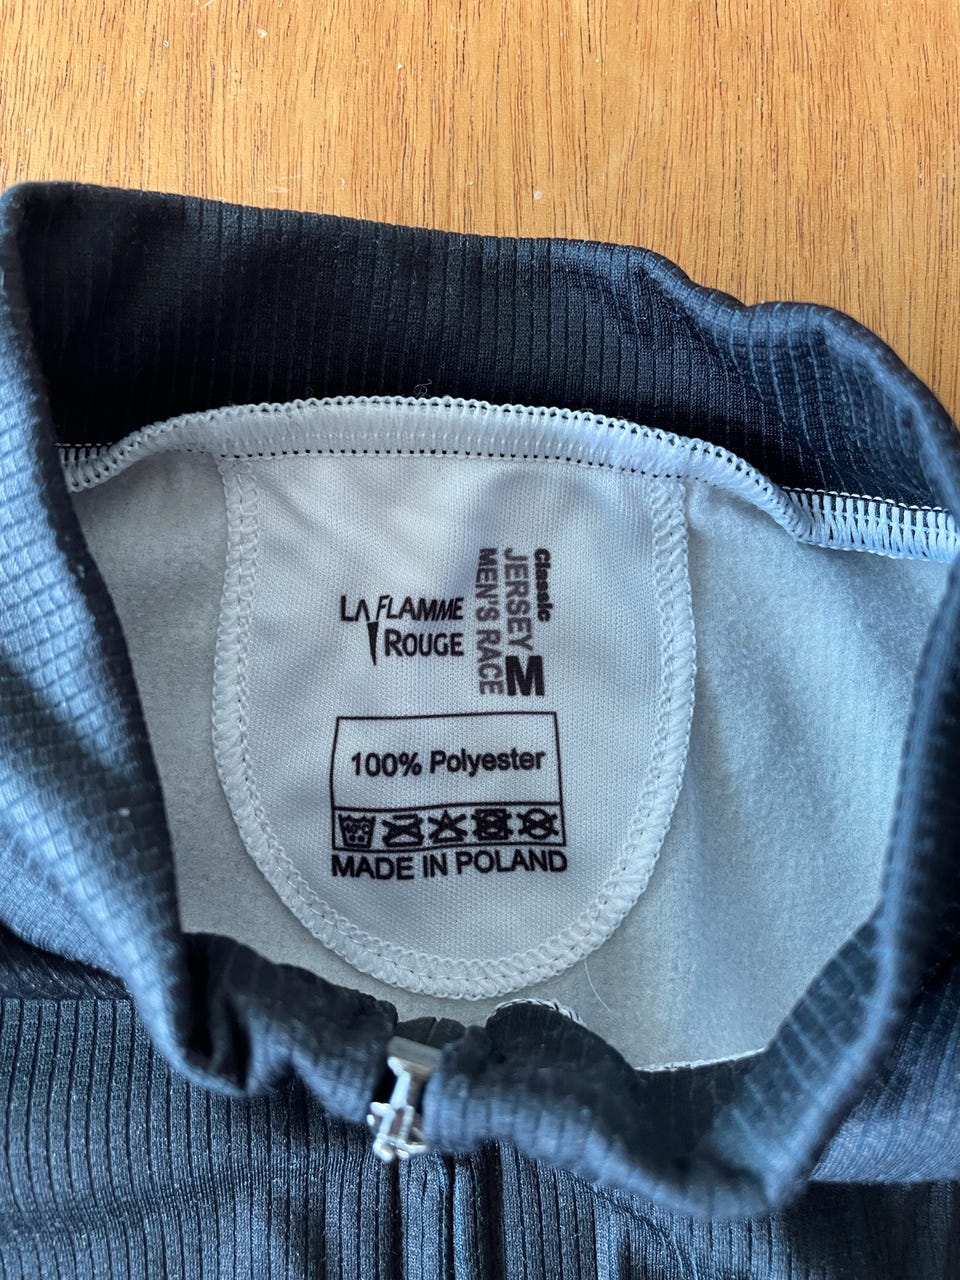 LA FLAMME
ROUGE
Classic
JERSEY
MEN'S RACE
M
100% Polyester
MADE IN POLAND